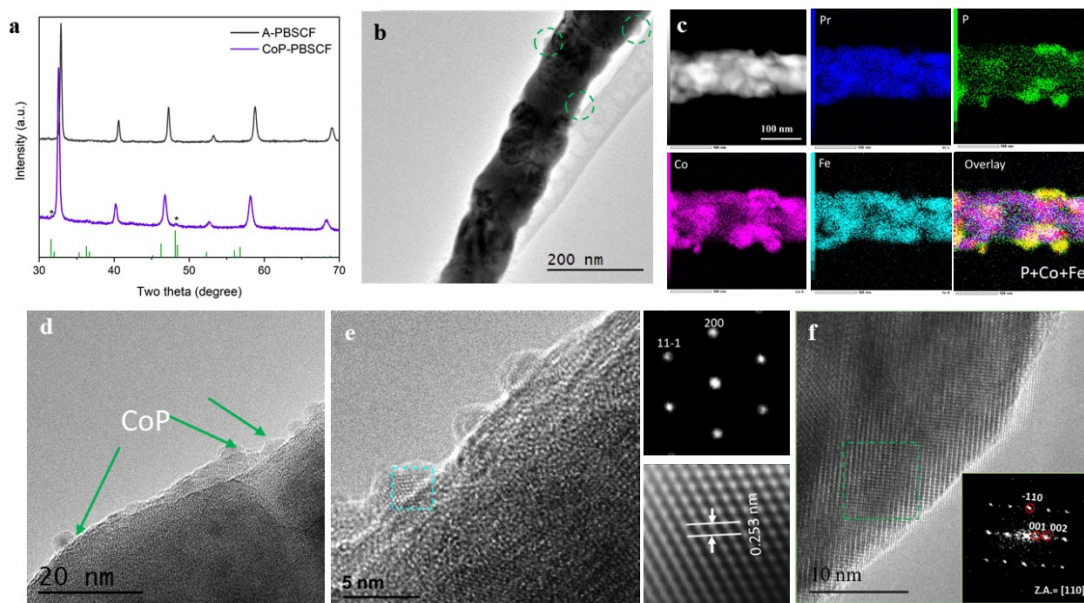 a
A-PBSCF
CoP-PBSCF
Intensity (a.u.)
*
*
30 40 50 60 70
Two theta (degree)
b
200 nm
c
100 nm
Pr
P
Co
Fe
Overlay
P+Co+Fe
d
CoP
20 nm
e
5 nm
200
11-1
0.253 nm
f
10 nm
-110
001 002
Z.A.= [110]